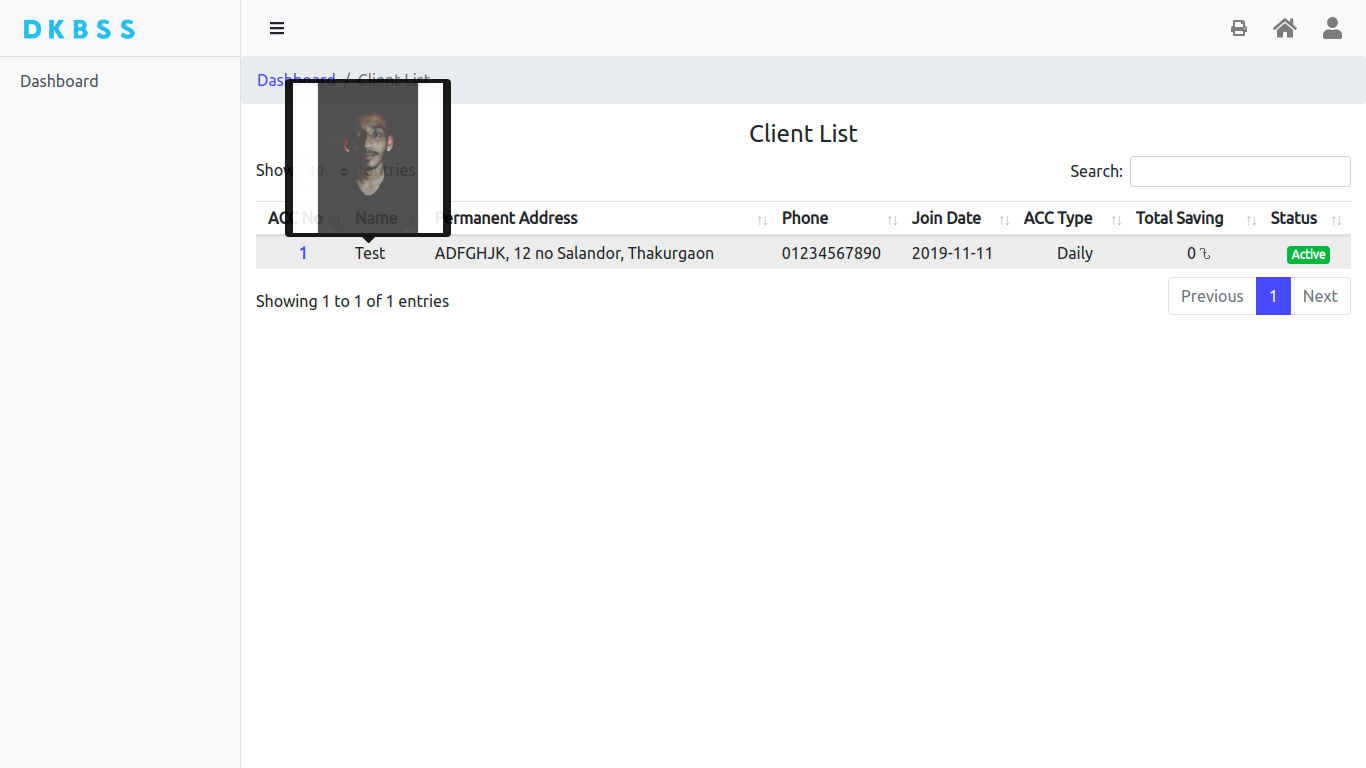 DKBSS
Dashboard
Dashboard / Client List
Client List
Show 10 entries
Search:
ACC No Name Permanent Address Phone Join Date ACC Type Total Saving Status
1 Test ADFGHJK, 12 no Salandor, Thakurgaon 01234567890 2019-11-11 Daily 0 ৳ Active
Showing 1 to 1 of 1 entries
Previous 1 Next